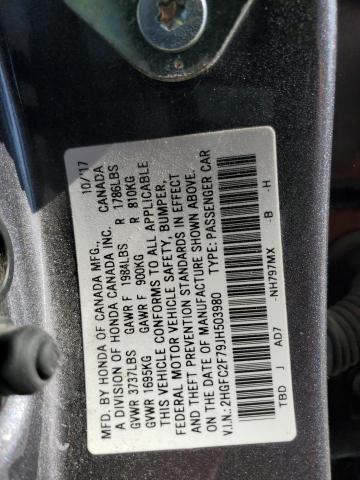 MFD. BY HONDA OF CANADA MFG. 10/'17
A DIVISION OF HONDA CANADA INC. CANADA
GVWR 3737LBS GAWR F 1984LBS R 1786LBS
GVWR 1695KG GAWR F 900KG R 810KG
THIS VEHICLE CONFORMS TO ALL APPLICABLE
FEDERAL MOTOR VEHICLE SAFETY, BUMPER,
AND THEFT PREVENTION STANDARDS IN EFFECT
ON THE DATE OF MANUFACTURE SHOWN ABOVE.
V.I.N.: 2HGFC2F79JH503980 TYPE: PASSENGER CAR
TBD J AD7 -NH797MX -B -H